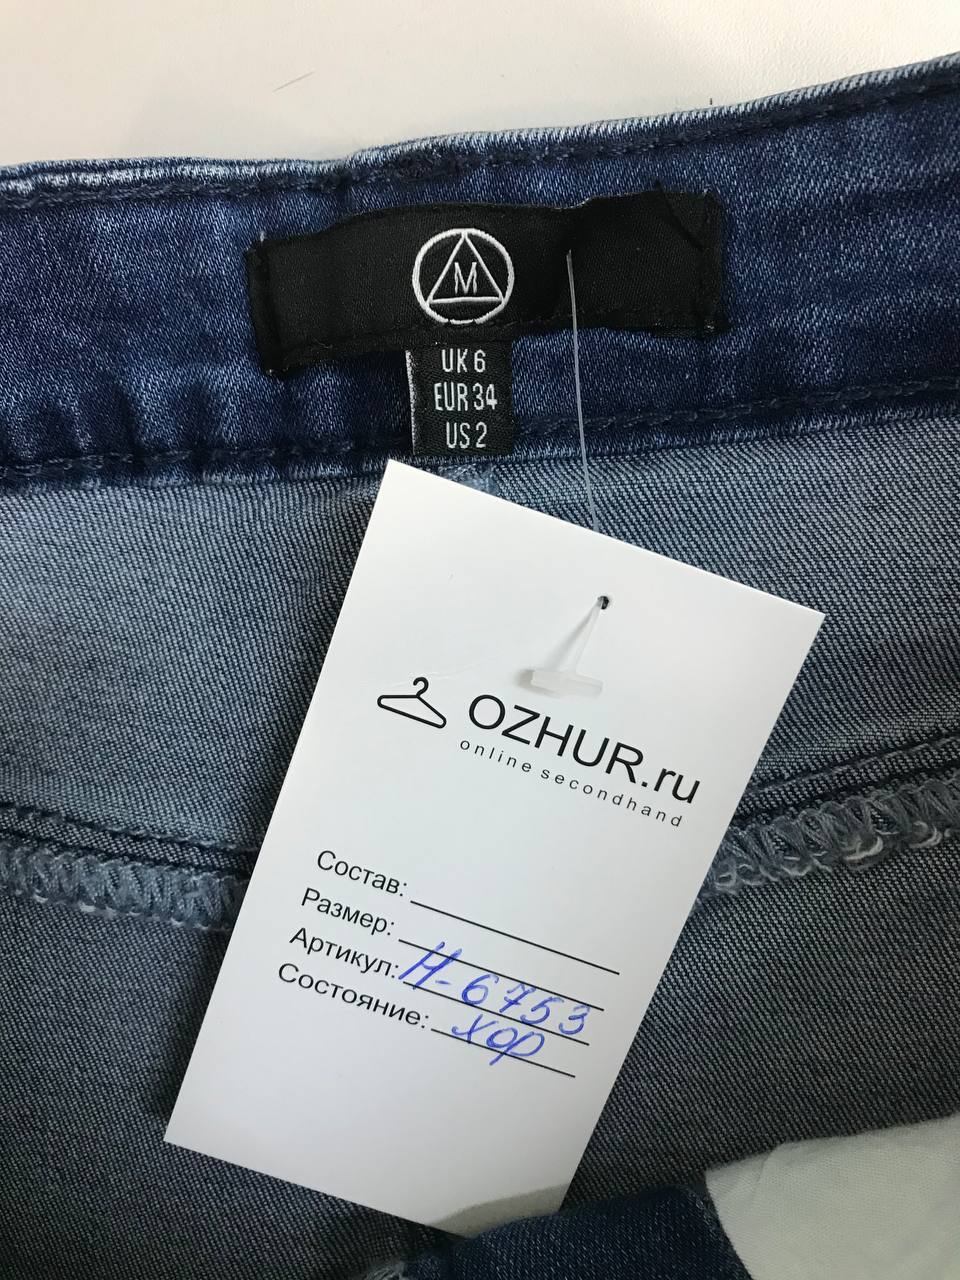 M
UK 6
EUR 34
US 2
OZHUR.ru
online secondhand
Состав:
Размер:
Артикул: Н-6753
Состояние: хор